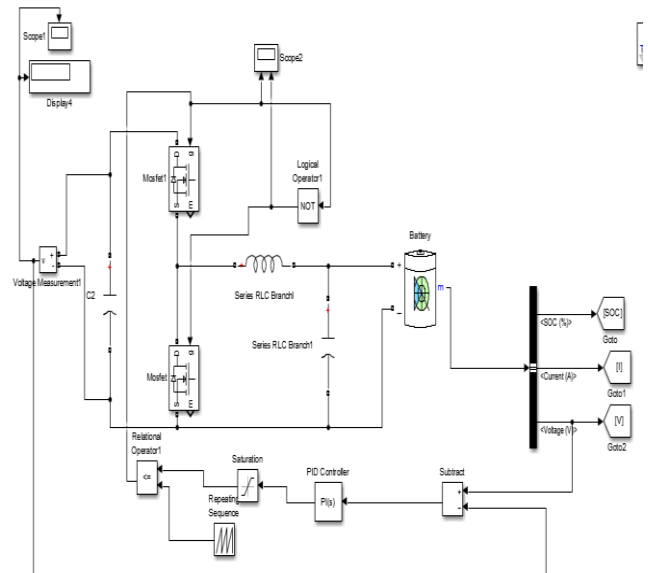 Scope1
Scope2
Display4
D
g
Mosfet1
S
E
Logical
Operator1
NOT
Battery
+
-
v
Voltage Measurement1
C2
Series RLC Branchl
+
-
m
Series RLC Branch1
<SOC (%)>
[SOC]
Goto
<Current (A)>
[I]
Goto1
<Voltage (V)>
[V]
Goto2
D
g
Mosfet
S
E
Relational
Operator1
<=
Saturation
Repeating
Sequence
PID Controller
PI(s)
Subtract
+
-